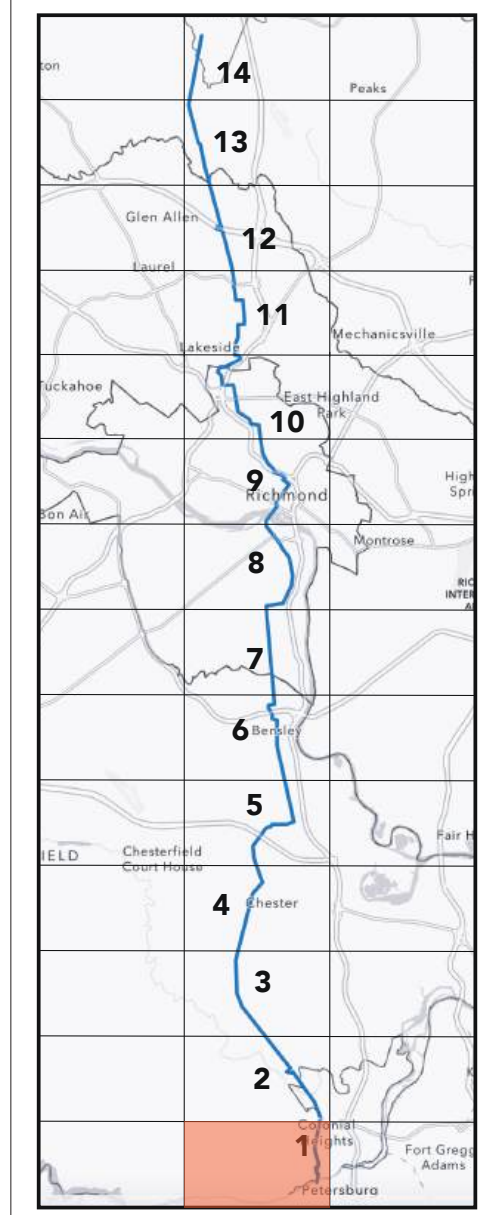 14
ton
Peaks
13
Glen Allen
12
Laurel
11
Mechanicsville
Lakeside
Tuckahoe
East Highland
Park
10
9
High
Spri
Richmond
Bon Air
Montrose
8
RIC
INTER
7
6
Bensley
5
Fair H
IELD
Chesterfield
Court House
4
Chester
3
2
Colonial
Heights
1
Fort Gregg
Adams
Petersburg